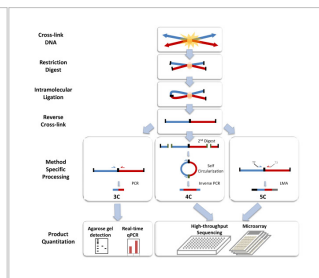 Cross-link
DNA
Restriction
Digest
Intramolecular
Ligation
Reverse
Cross-link
2nd Digest
Method
Specific
Processing
Self
Circularization
PCR
Inverse PCR
LMA
3C
4C
5C
Product
Quantitation
Agarose gel
detection
Real-time
qPCR
High-throughput
Sequencing
Microarray